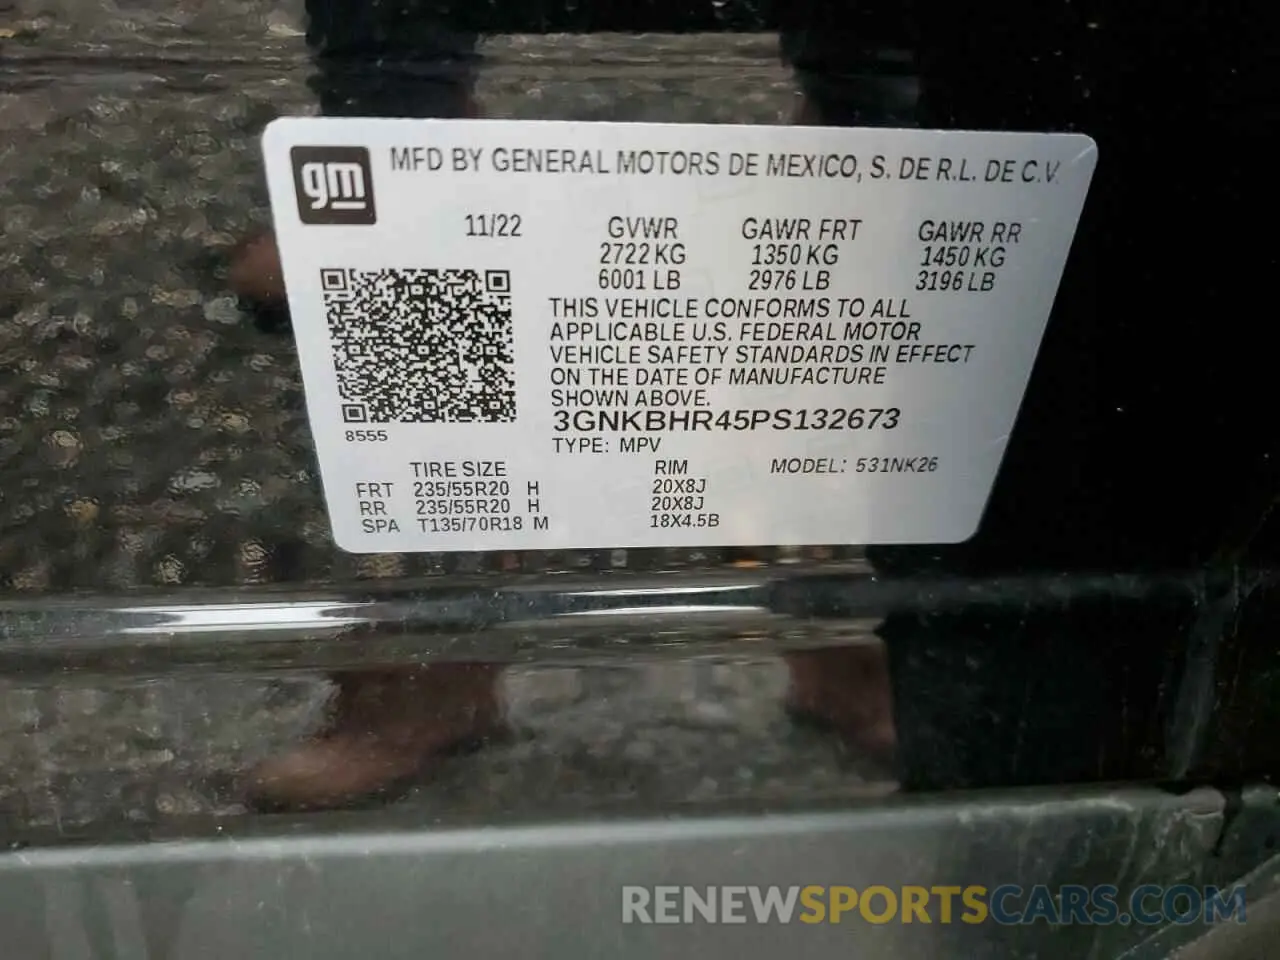 gm
MFD BY GENERAL MOTORS DE MEXICO, S. DE R.L. DE C.V.
11/22 GVWR GAWR FRT GAWR RR
2722 KG 1350 KG 1450 KG
6001 LB 2976 LB 3196 LB
THIS VEHICLE CONFORMS TO ALL
APPLICABLE U.S. FEDERAL MOTOR
VEHICLE SAFETY STANDARDS IN EFFECT
ON THE DATE OF MANUFACTURE
SHOWN ABOVE.
3GNKBHR45PS132673
8555
TYPE: MPV
TIRE SIZE RIM MODEL: 531NK26
FRT 235/55R20 H 20X8J
RR 235/55R20 H 20X8J
SPA T135/70R18 M 18X4.5B
RENEWSPORTSCARS.COM